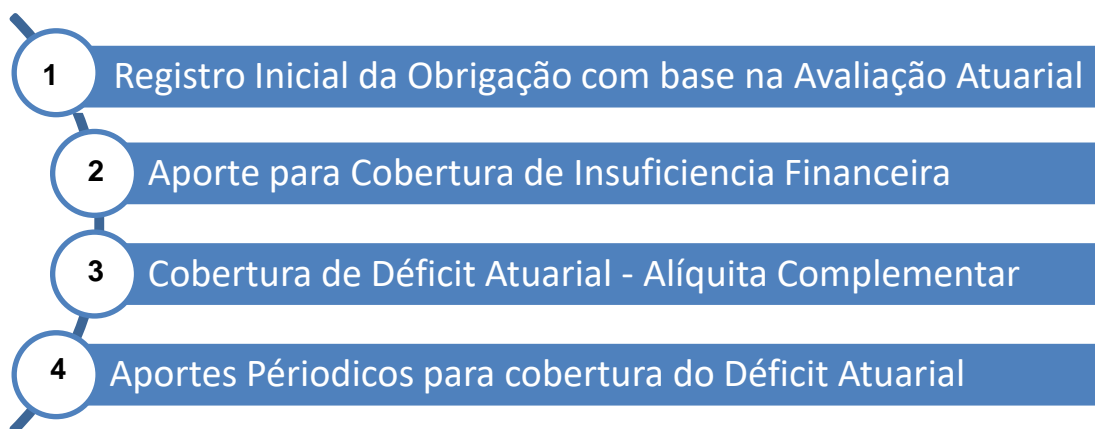 1 Registro Inicial da Obrigação com base na Avaliação Atuarial
2 Aporte para Cobertura de Insuficiencia Financeira
3 Cobertura de Déficit Atuarial - Alíquita Complementar
4 Aportes Périodicos para cobertura do Déficit Atuarial